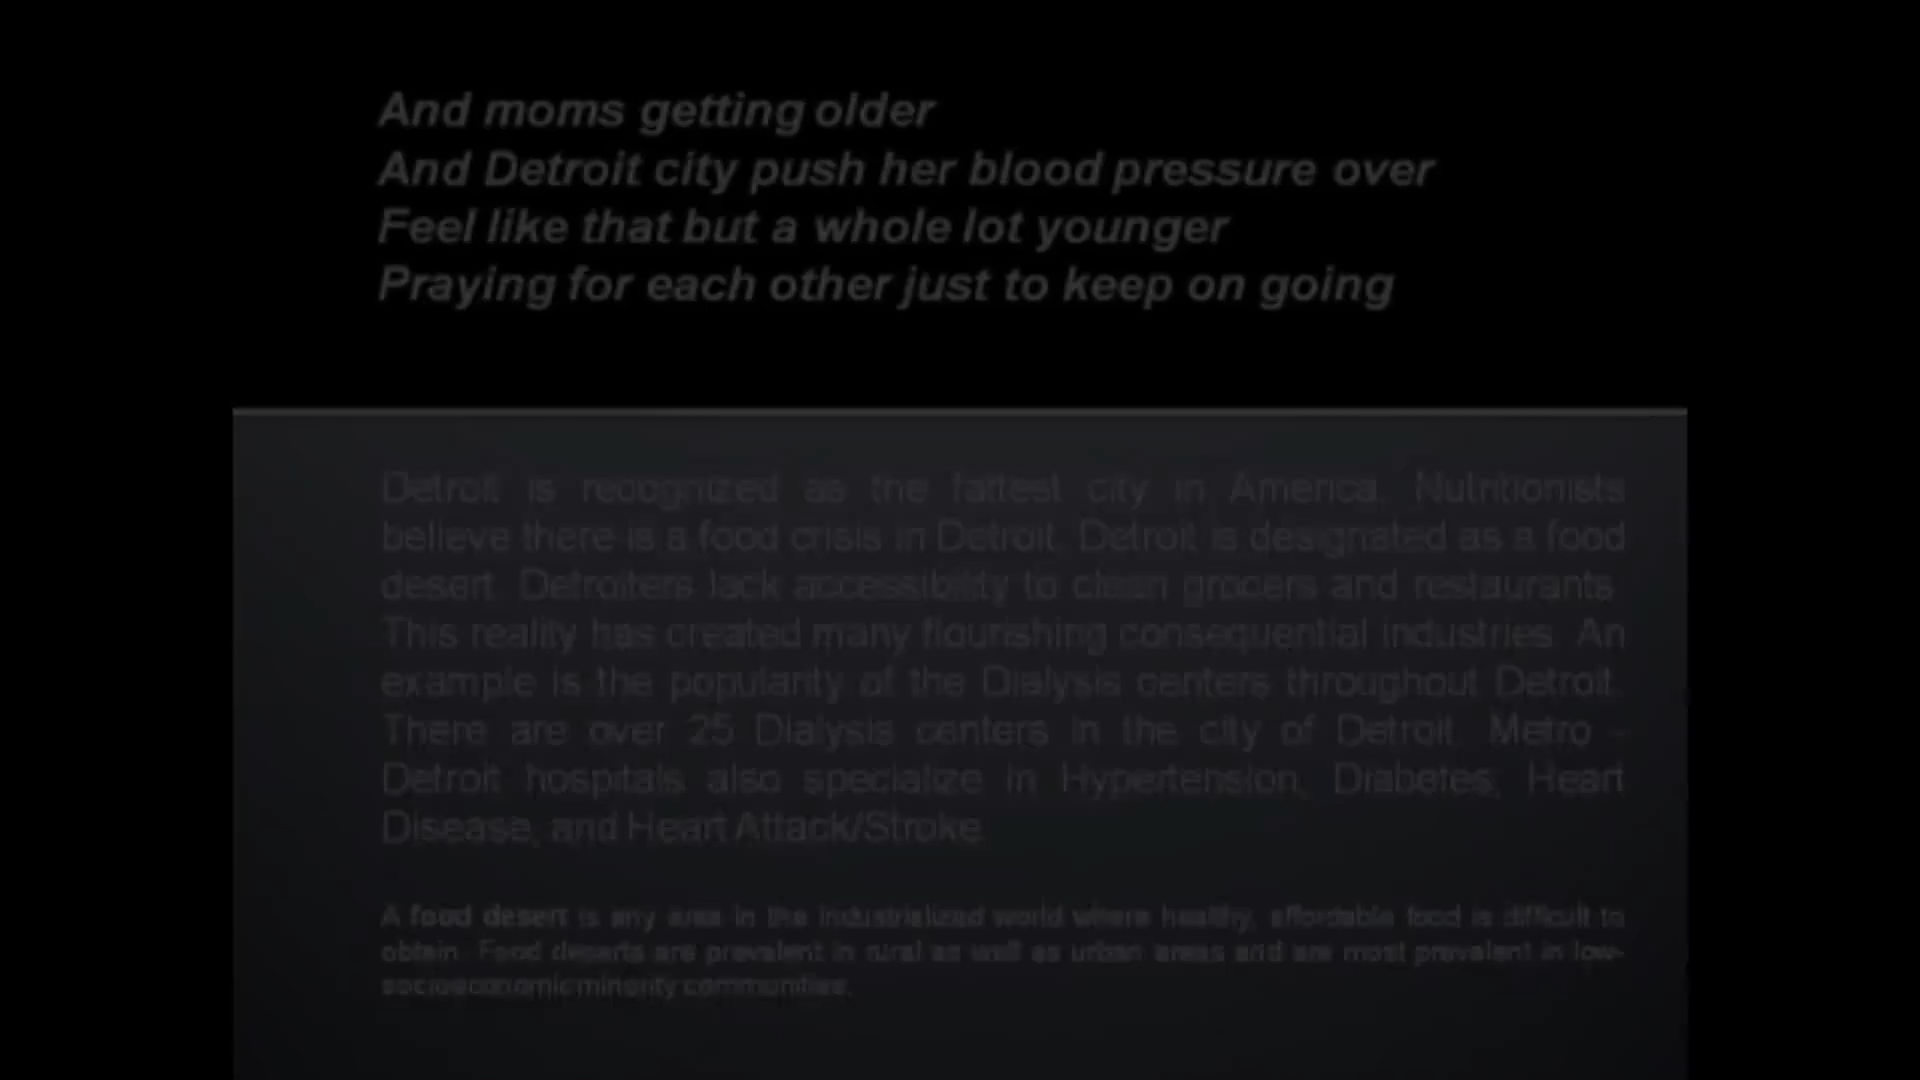 And moms getting older
And Detroit city push her blood pressure over
Feel like that but a whole lot younger
Praying for each other just to keep on going
Detroit is recognized as the fattest city in America. Nutritionists
believe there is a food crisis in Detroit. Detroit is designated as a food
desert. Detroiters lack accessibility to clean grocers and restaurants.
This reality has created many flourishing consequential industries. An
example is the popularity of the Dialysis centers throughout Detroit.
There are over 25 Dialysis centers in the city of Detroit. Metro -
Detroit hospitals also specialize in Hypertension, Diabetes, Heart
Disease, and Heart Attack/Stroke.
A food desert is any area in the industrialized world where healthy, affordable food is difficult to
obtain. Food deserts are prevalent in rural as well as urban areas and are most prevalent in low-
socioeconomic minority communities.